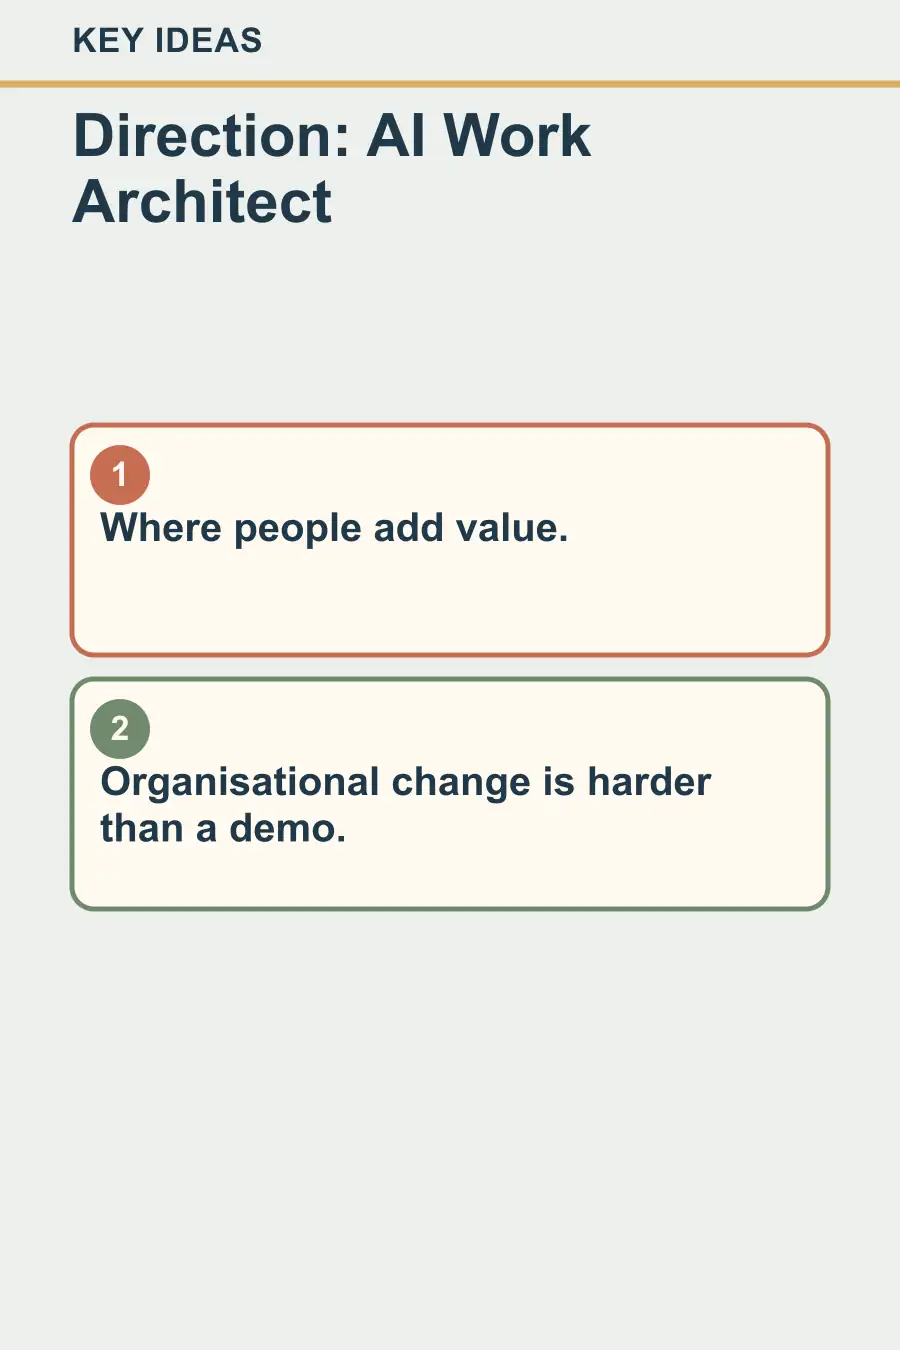 KEY IDEAS
Direction: AI Work
Architect
1
Where people add value.
2
Organisational change is harder
than a demo.